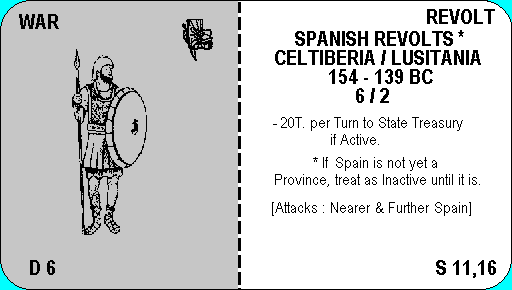 WAR
D 6
REVOLT
SPANISH REVOLTS *
CELTIBERIA / LUSITANIA
154 - 139 BC
6 / 2
- 20T. per Turn to State Treasury
if Active.
* If Spain is not yet a
Province, treat as Inactive until it is.
[Attacks : Nearer & Further Spain]
S 11,16